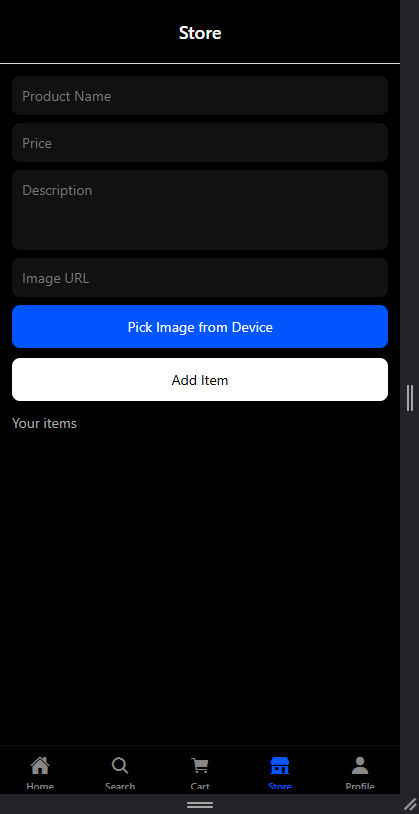 Store
Product Name
Price
Description
Image URL
Pick Image from Device
Add Item
Your items
Home Search Cart Store Profile